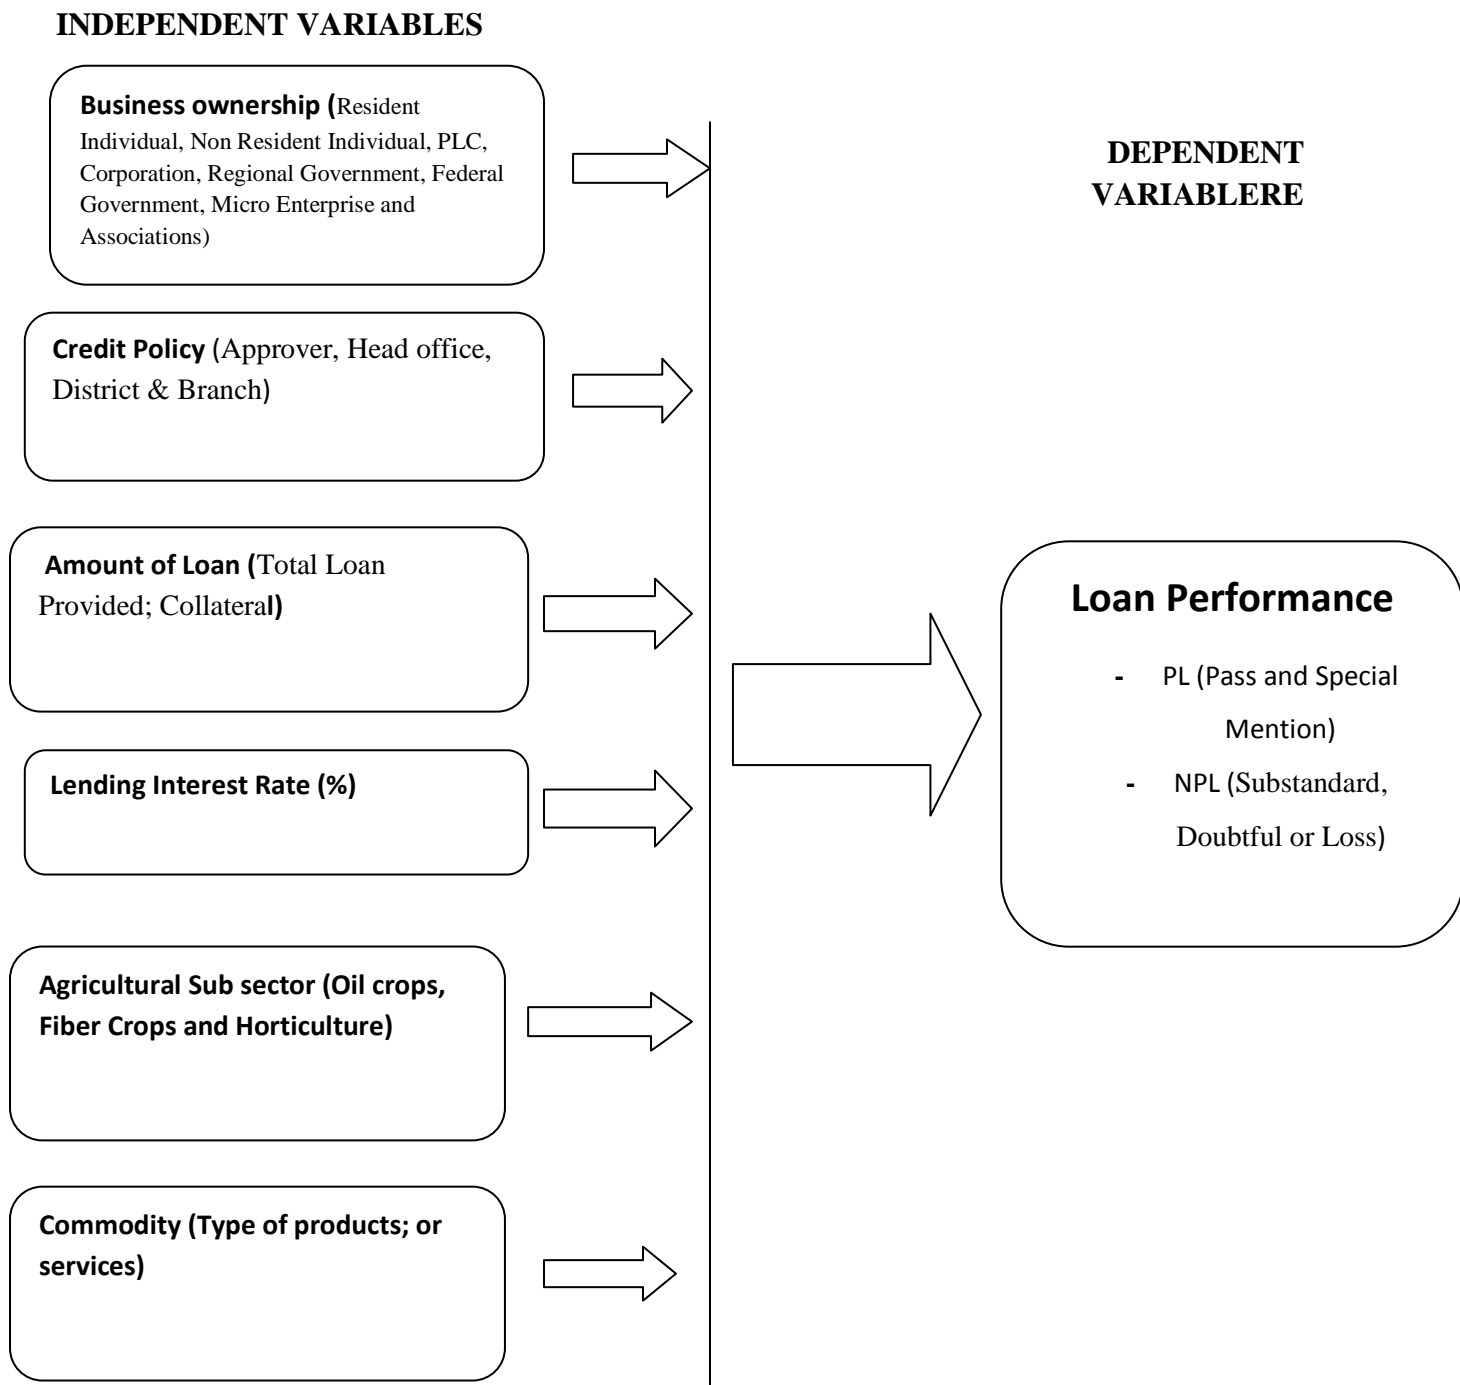 INDEPENDENT VARIABLES
Business ownership (Resident
Individual, Non Resident Individual, PLC,
Corporation, Regional Government, Federal
Government, Micro Enterprise and
Associations)
Credit Policy (Approver, Head office,
District & Branch)
Amount of Loan (Total Loan
Provided; Collateral)
Lending Interest Rate (%)
Agricultural Sub sector (Oil crops,
Fiber Crops and Horticulture)
Commodity (Type of products; or
services)
DEPENDENT
VARIABLERE
Loan Performance
- PL (Pass and Special
Mention)
- NPL (Substandard,
Doubtful or Loss)